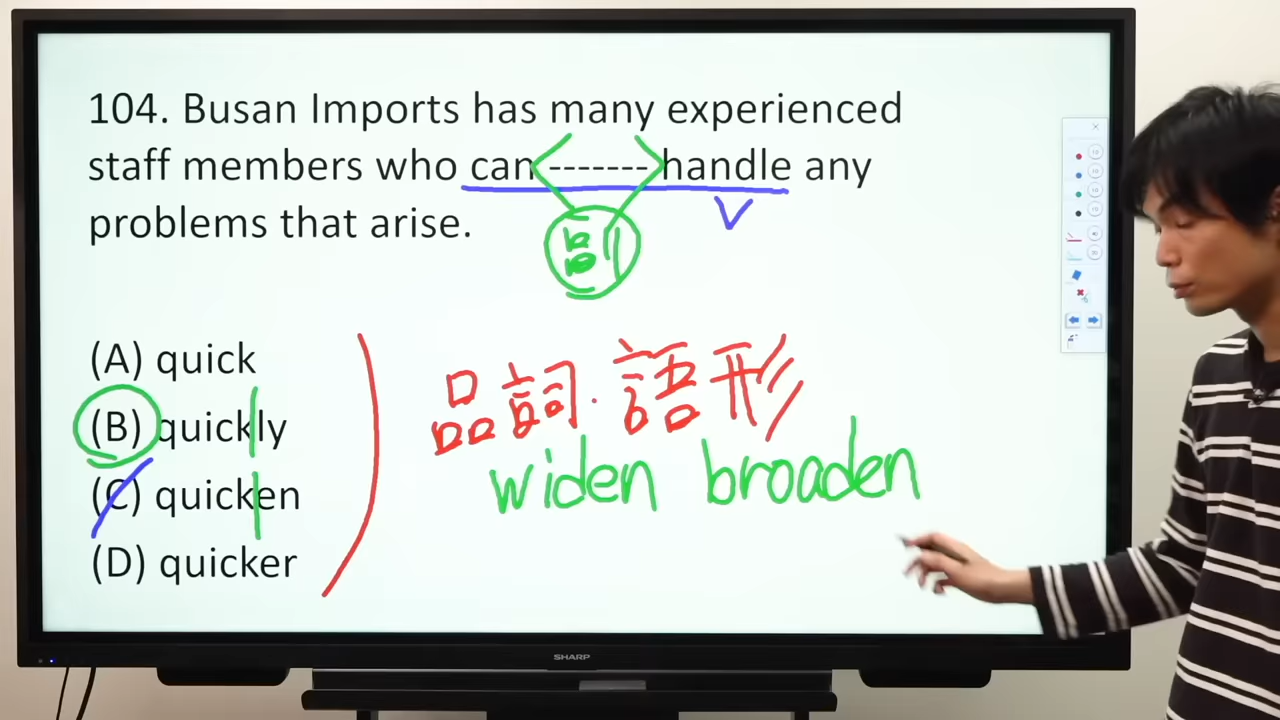 104. Busan Imports has many experienced
staff members who can ------- handle any
problems that arise.
V
副
(A) quick
(B) quickly
(C) quicken
(D) quicker
品詞・語形
widen broaden
SHARP